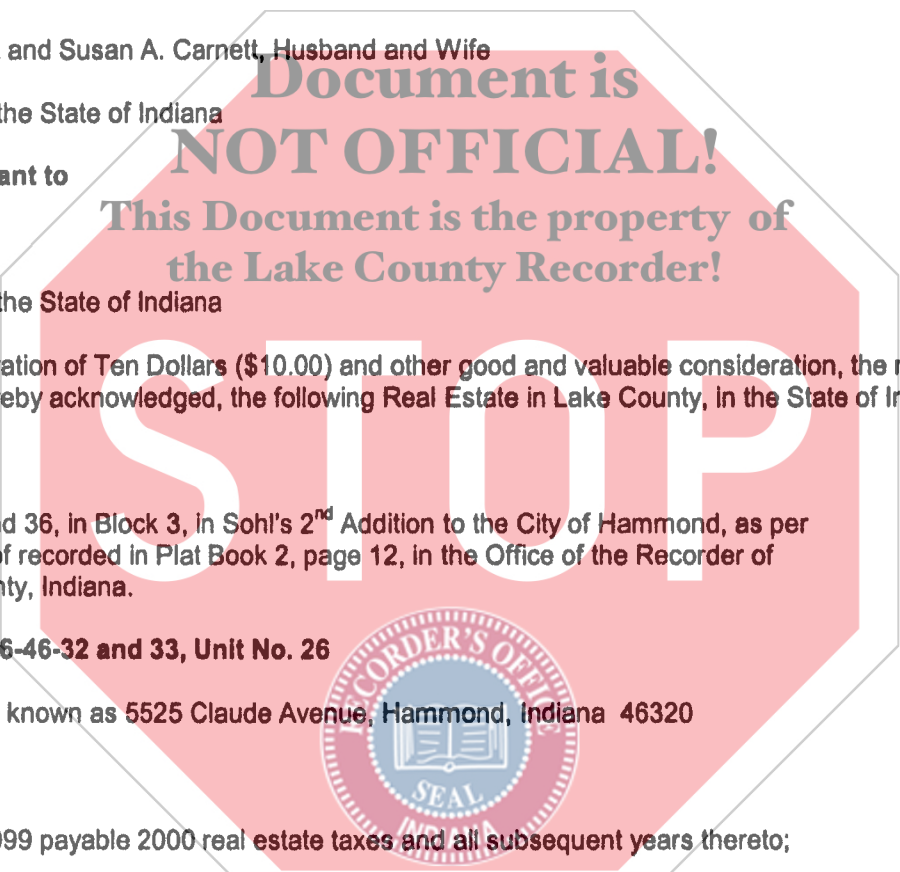 and Susan A. Carnett, Husband and Wife
Document is
the State of Indiana
NOT OFFICIAL!
ant to
This Document is the property of
the Lake County Recorder!
the State of Indiana
STOP
ation of Ten Dollars ($10.00) and other good and valuable consideration, the
eby acknowledged, the following Real Estate in Lake County, in the State of
d 36, in Block 3, in Sohl's 2nd Addition to the City of Hammond, as per
of recorded in Plat Book 2, page 12, in the Office of the Recorder of
nty, Indiana.
6-46-32 and 33, Unit No. 26
known as 5525 Claude Avenue, Hammond, Indiana 46320
RECORDER'S OFFICE
SEAL
INDIANA
999 payable 2000 real estate taxes and all subsequent years thereto;